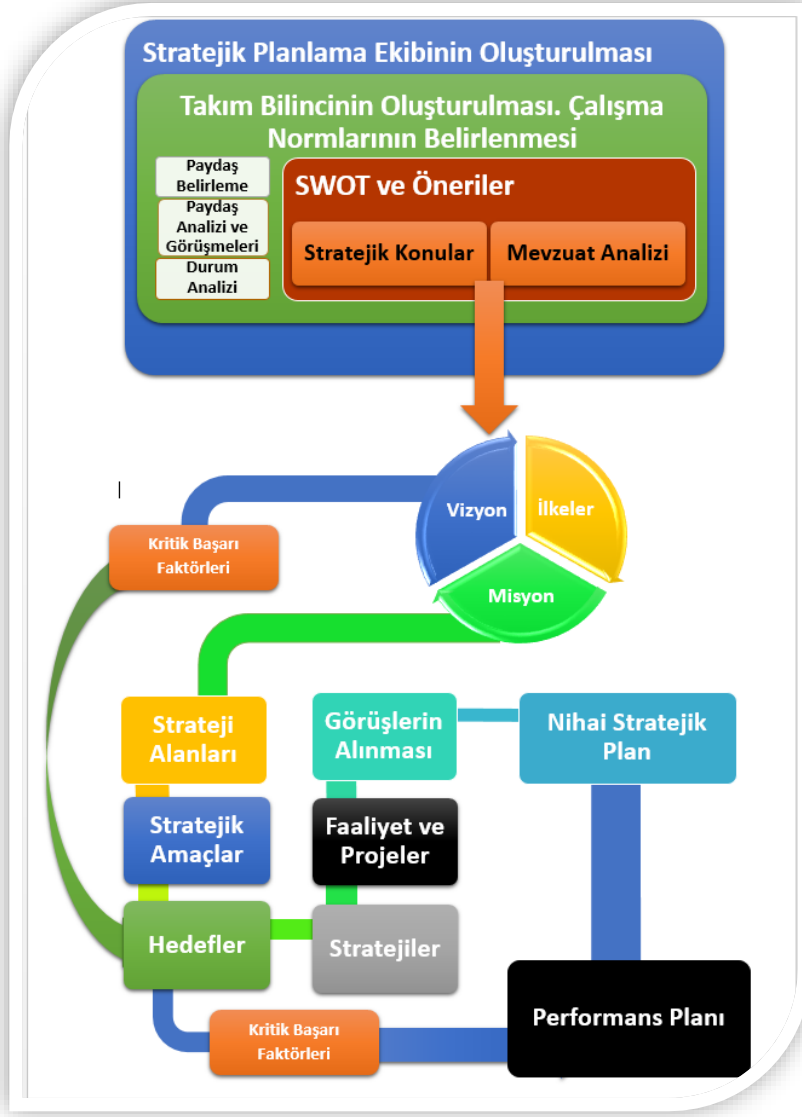 Stratejik Planlama Ekibinin Oluşturulması
Takım Bilincinin Oluşturulması. Çalışma
Normlarının Belirlenmesi
Paydaş
Belirleme
Paydaş
Analizi ve
Görüşmeleri
Durum
Analizi
SWOT ve Öneriler
Stratejik Konular
Mevzuat Analizi
Vizyon
İlkeler
Misyon
Kritik Başarı
Faktörleri
Strateji
Alanları
Görüşlerin
Alınması
Nihai Stratejik
Plan
Stratejik
Amaçlar
Faaliyet ve
Projeler
Hedefler
Stratejiler
Kritik Başarı
Faktörleri
Performans Planı